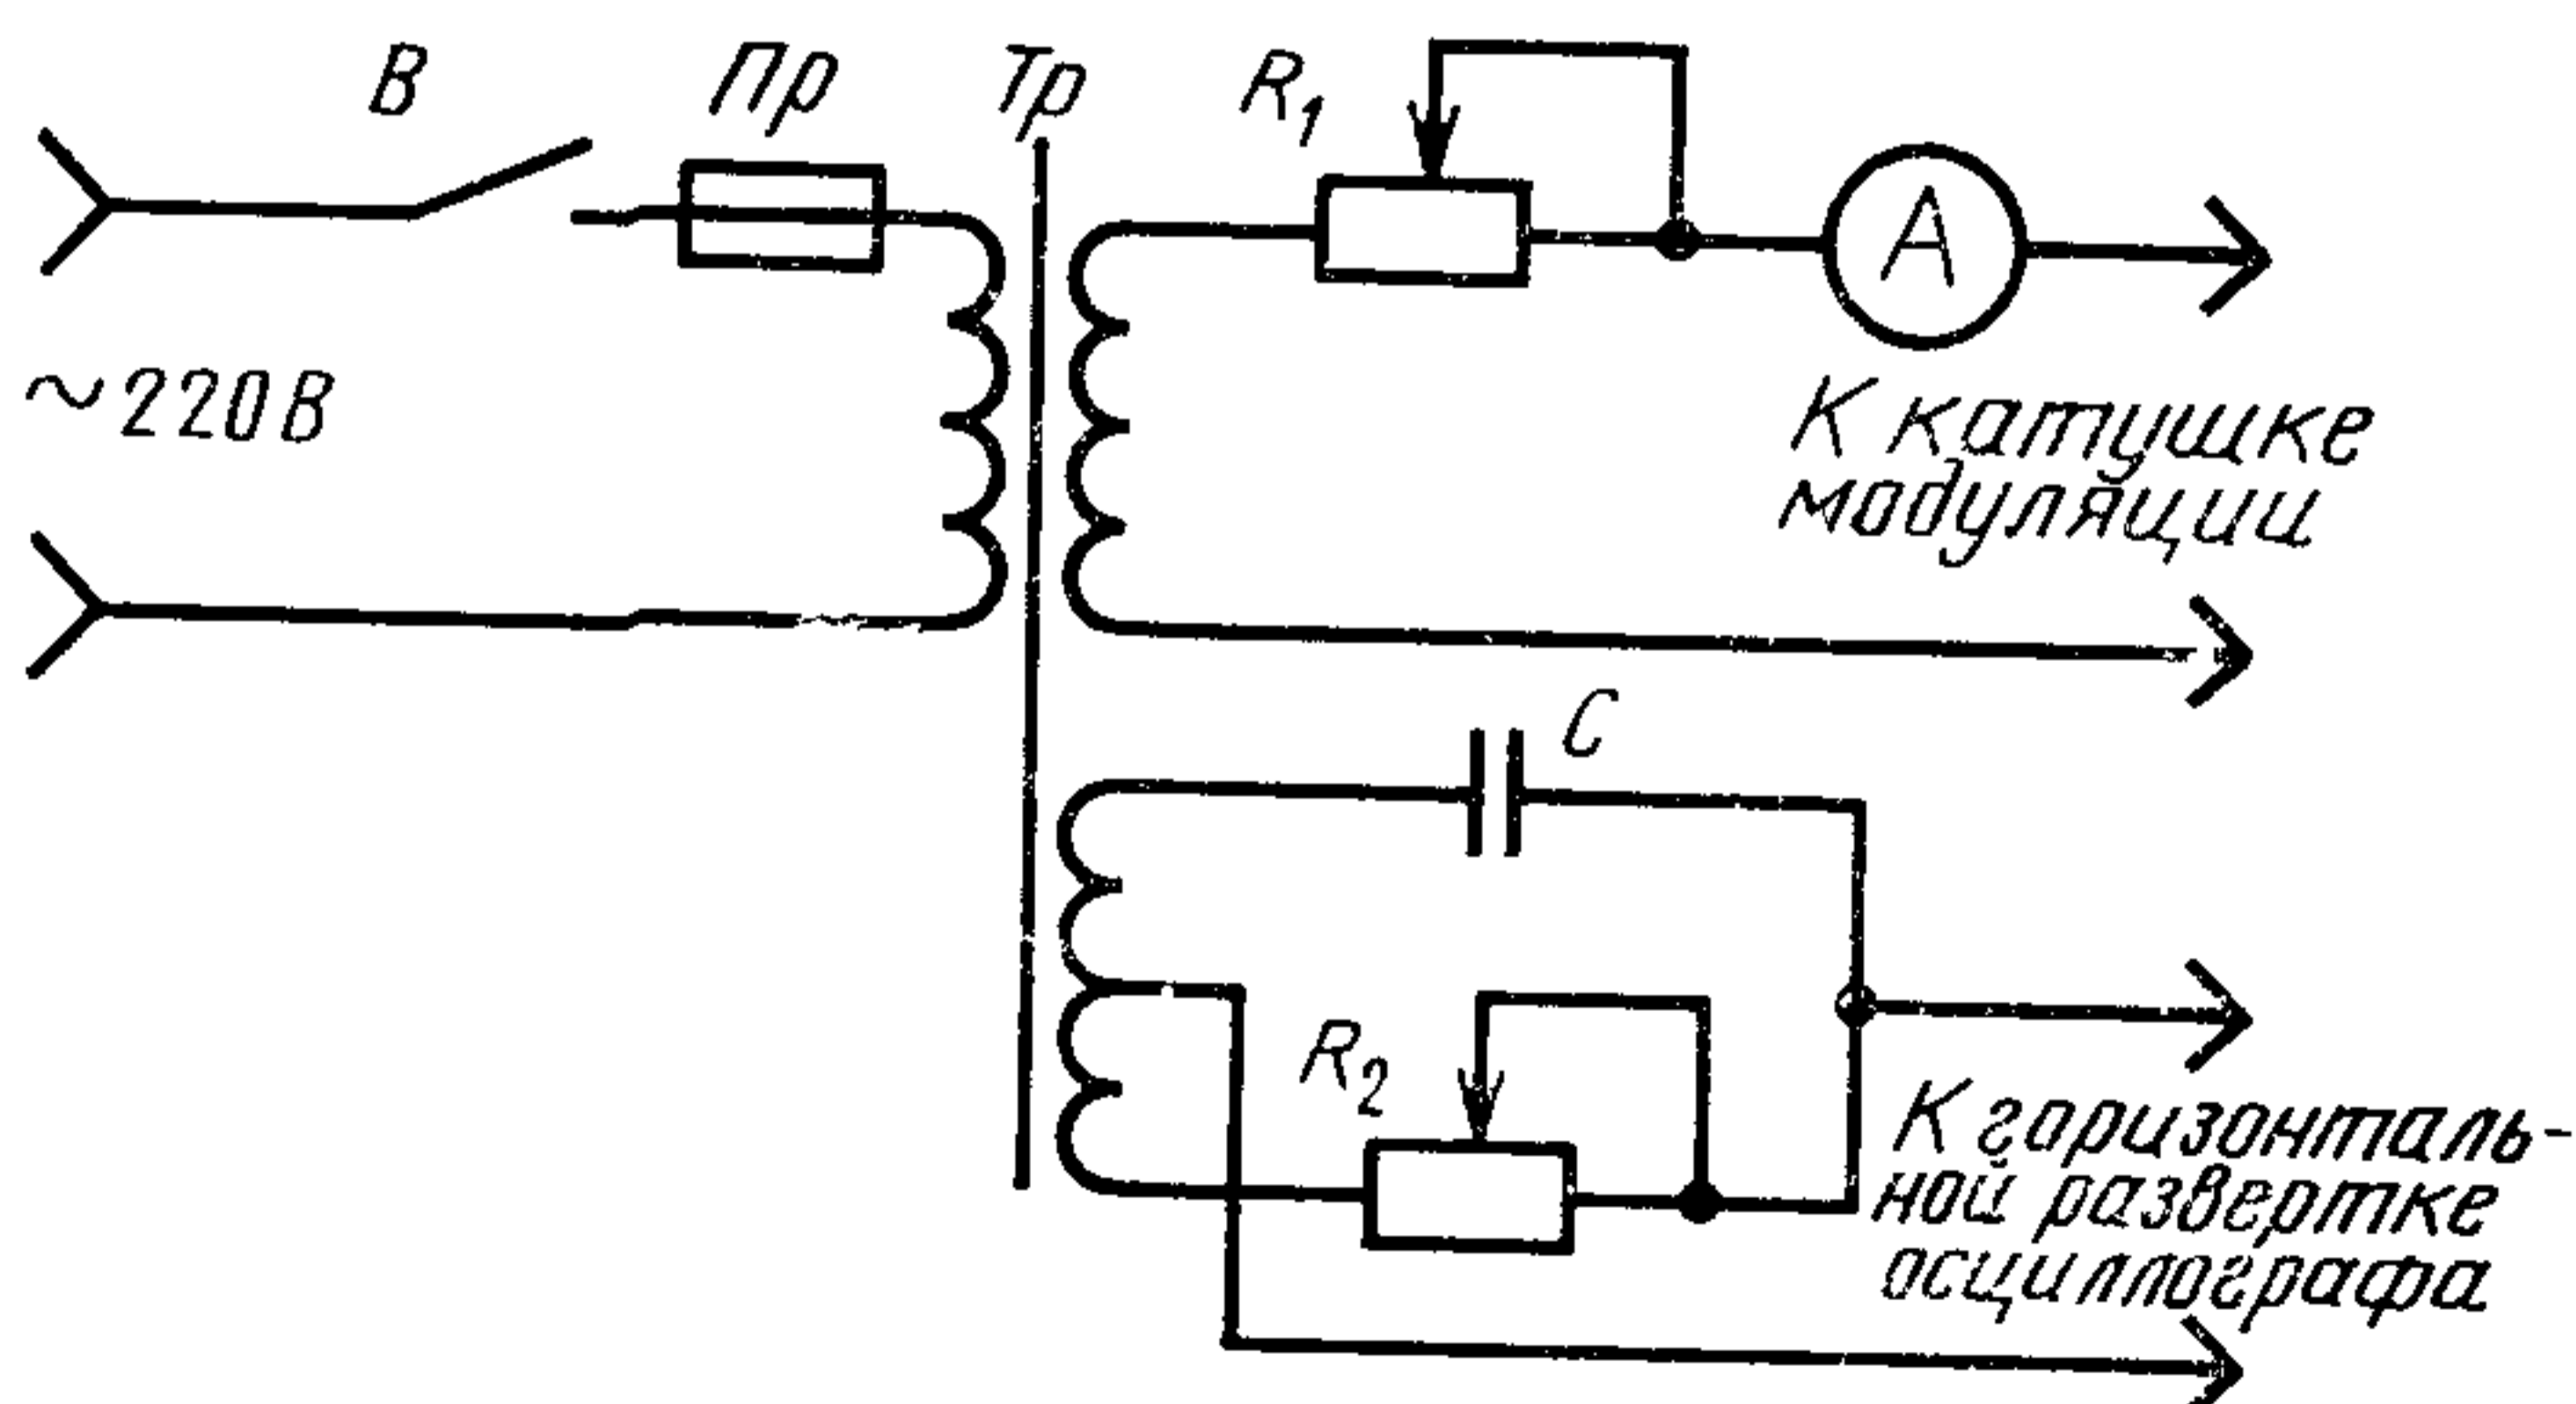 В Пр Тр R₁
А
~220В
К катушке
модуляции
С
R₂
К горизонталь-
ной развертке
осциллографа